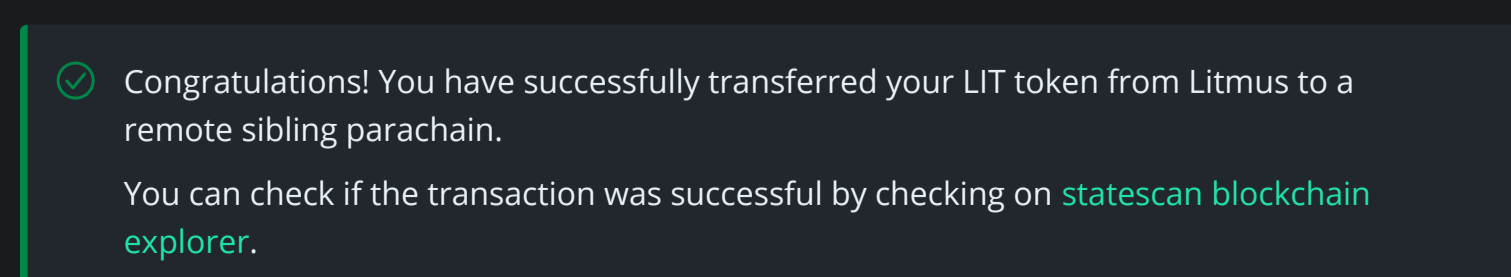 Congratulations! You have successfully transferred your LIT token from Litmus to a
remote sibling parachain.
You can check if the transaction was successful by checking on statescan blockchain
explorer.